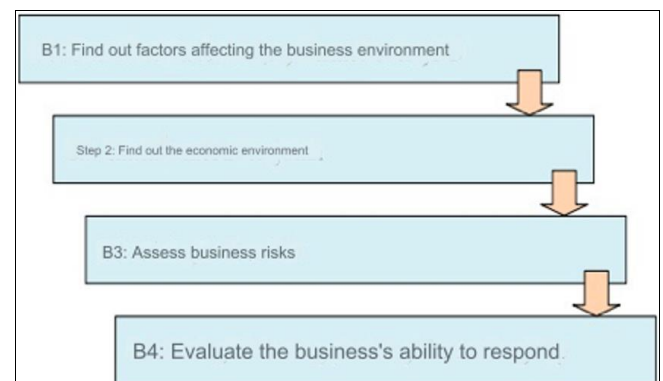 B1: Find out factors affecting the business environment
Step 2: Find out the economic environment
B3: Assess business risks
B4: Evaluate the business's ability to respond